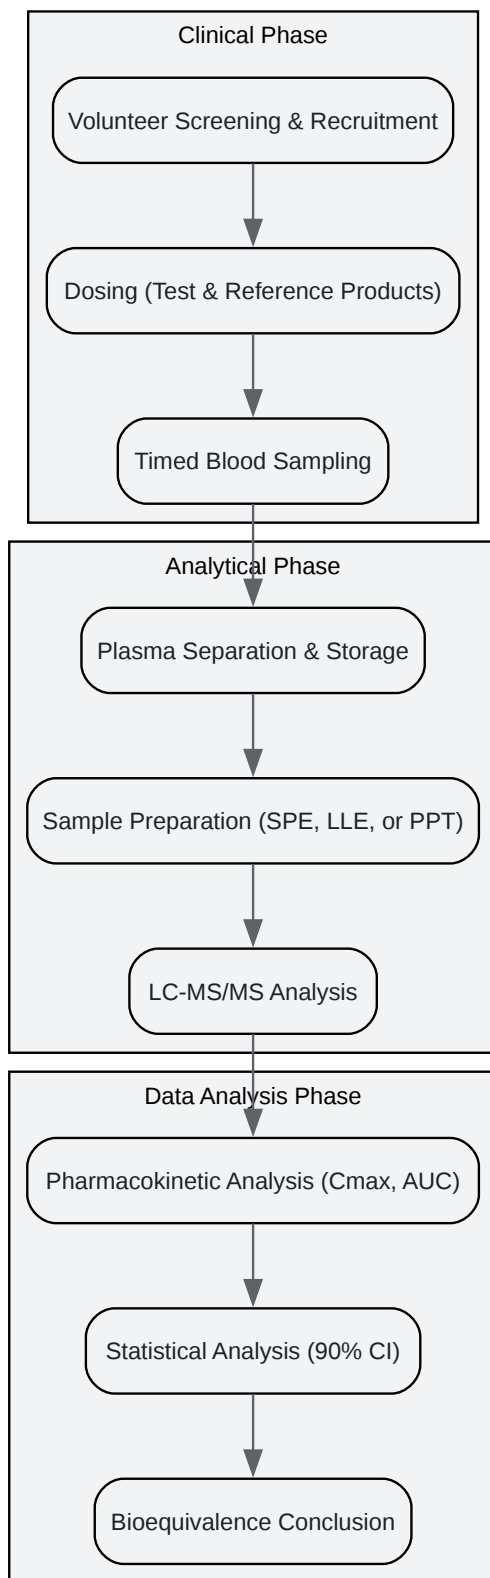 Clinical Phase
Volunteer Screening & Recruitment
Dosing (Test & Reference Products)
Timed Blood Sampling
Analytical Phase
Plasma Separation & Storage
Sample Preparation (SPE, LLE, or PPT)
LC-MS/MS Analysis
Data Analysis Phase
Pharmacokinetic Analysis (Cmax, AUC)
Statistical Analysis (90% CI)
Bioequivalence Conclusion